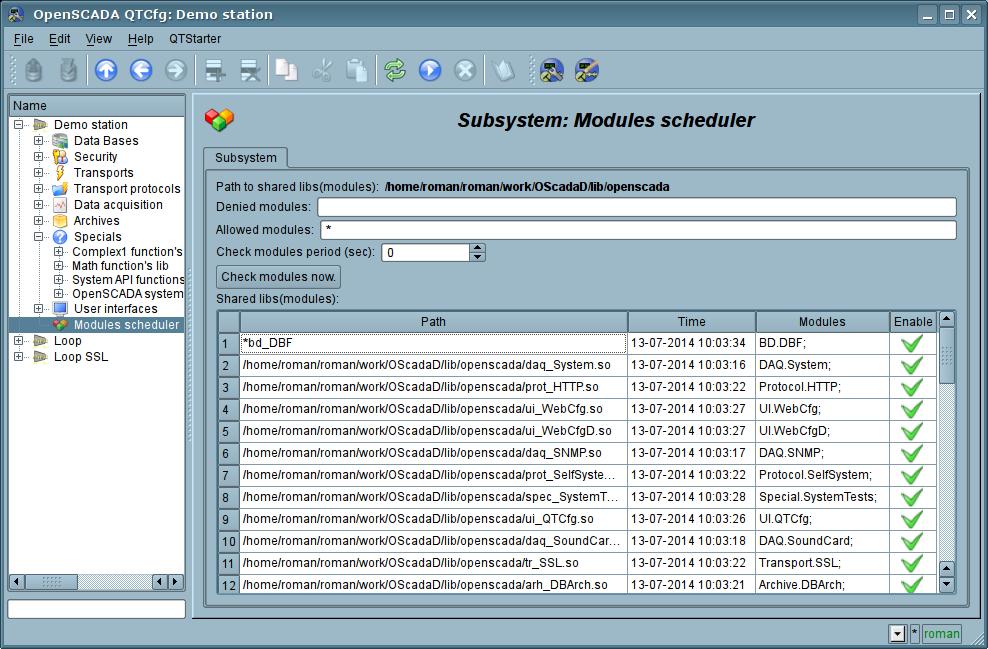 OpenSCADA QTCfg: Demo station
File Edit View Help QTStarter
Name
Demo station
Data Bases
Security
Transports
Transport protocols
Data acquisition
Archives
Specials
Complex1 function's
Math function's lib
System API functions
OpenSCADA system
User interfaces
Modules scheduler
Loop
Loop SSL
Subsystem: Modules scheduler
Subsystem
Path to shared libs(modules): /home/roman/roman/work/OScadaD/lib/openscada
Denied modules:
Allowed modules: *
Check modules period (sec): 0
Check modules now.
Shared libs(modules):
Path Time Modules Enable
1 *bd_DBF 13-07-2014 10:03:34 BD.DBF;
2 /home/roman/roman/work/OScadaD/lib/openscada/daq_System.so 13-07-2014 10:03:16 DAQ.System;
3 /home/roman/roman/work/OScadaD/lib/openscada/prot_HTTP.so 13-07-2014 10:03:22 Protocol.HTTP;
4 /home/roman/roman/work/OScadaD/lib/openscada/ui_WebCfg.so 13-07-2014 10:03:27 UI.WebCfg;
5 /home/roman/roman/work/OScadaD/lib/openscada/ui_WebCfgD.so 13-07-2014 10:03:27 UI.WebCfgD;
6 /home/roman/roman/work/OScadaD/lib/openscada/daq_SNMP.so 13-07-2014 10:03:17 DAQ.SNMP;
7 /home/roman/roman/work/OScadaD/lib/openscada/prot_SelfSyste... 13-07-2014 10:03:22 Protocol.SelfSystem;
8 /home/roman/roman/work/OScadaD/lib/openscada/spec_SystemT... 13-07-2014 10:03:28 Special.SystemTests;
9 /home/roman/roman/work/OScadaD/lib/openscada/ui_QTCfg.so 13-07-2014 10:03:26 UI.QTCfg;
10 /home/roman/roman/work/OScadaD/lib/openscada/daq_SoundCar... 13-07-2014 10:03:18 DAQ.SoundCard;
11 /home/roman/roman/work/OScadaD/lib/openscada/tr_SSL.so 13-07-2014 10:03:22 Transport.SSL;
12 /home/roman/roman/work/OScadaD/lib/openscada/arh_DBArch.so 13-07-2014 10:03:21 Archive.DBArch;
* roman